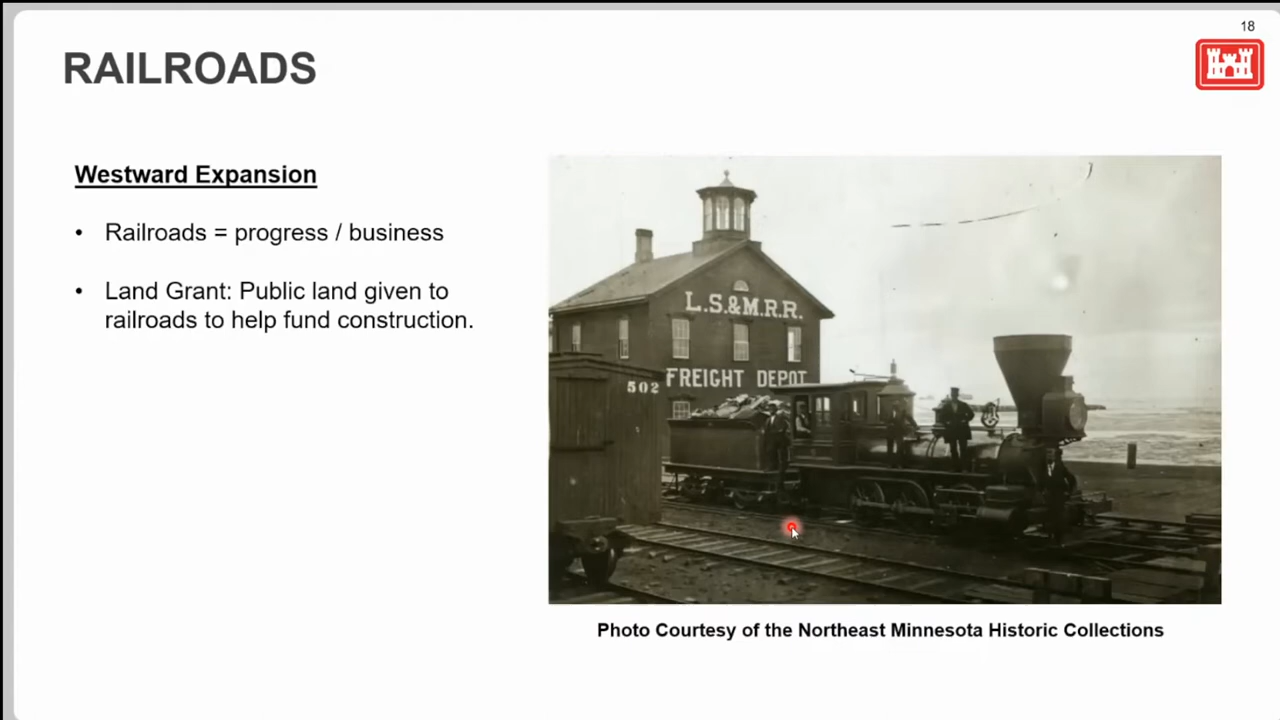 18
RAILROADS
Westward Expansion
• Railroads = progress / business
• Land Grant: Public land given to
railroads to help fund construction.
L.S.&M.R.R.
FREIGHT DEPOT
502
Photo Courtesy of the Northeast Minnesota Historic Collections